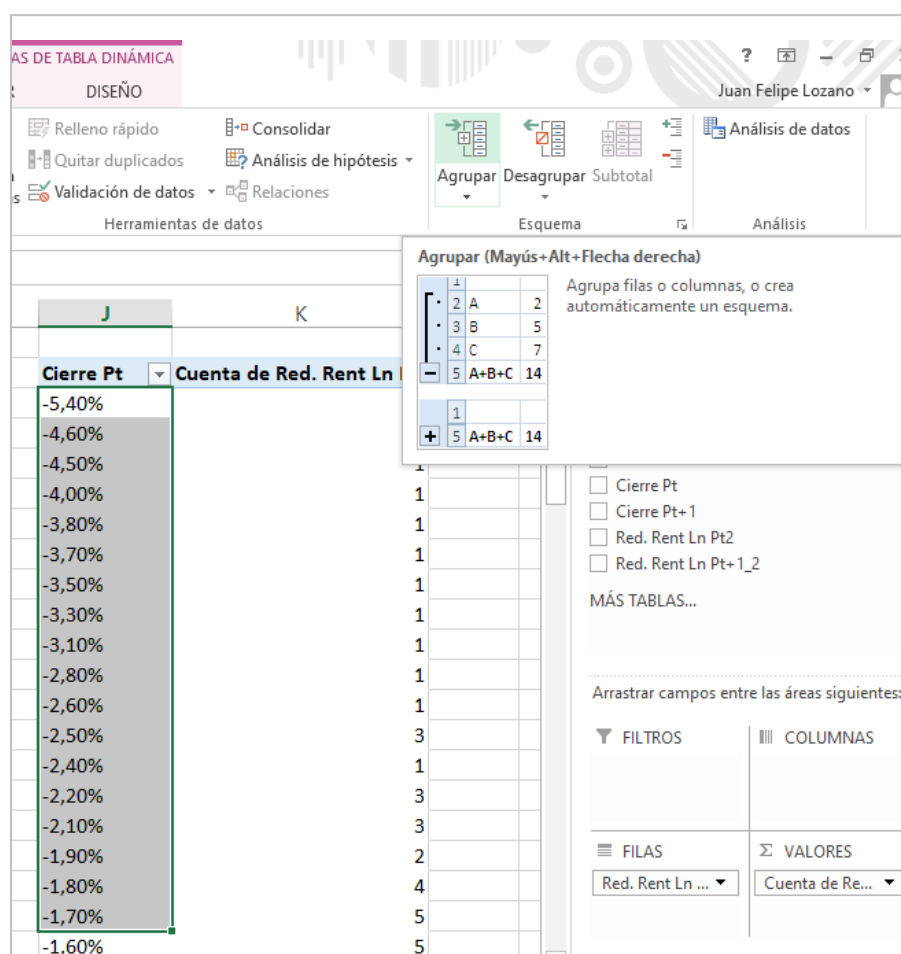 AS DE TABLA DINÁMICA
DISEÑO
?
Juan Felipe Lozano
Relleno rápido
Consolidar
Quitar duplicados
Análisis de hipótesis
Validación de datos
Relaciones
Herramientas de datos
Agrupar
Desagrupar
Subtotal
Esquema
Análisis de datos
Análisis
Agrupar (Mayús+Alt+Flecha derecha)
Agrupa filas o columnas, o crea
automáticamente un esquema.
1
2 A 2
3 B 5
4 C 7
5 A+B+C 14
1
5 A+B+C 14
J K
Cierre Pt Cuenta de Red. Rent Ln
-5,40%
-4,60%
-4,50% 1
-4,00% 1
-3,80% 1
-3,70% 1
-3,50% 1
-3,30% 1
-3,10% 1
-2,80% 1
-2,60% 1
-2,50% 3
-2,40% 1
-2,20% 3
-2,10% 3
-1,90% 2
-1,80% 4
-1,70% 5
-1,60% 5
Cierre Pt
Cierre Pt+1
Red. Rent Ln Pt2
Red. Rent Ln Pt+1_2
MÁS TABLAS...
Arrastrar campos entre las áreas siguientes:
FILTROS
COLUMNAS
FILAS
Σ VALORES
Red. Rent Ln ...
Cuenta de Re...